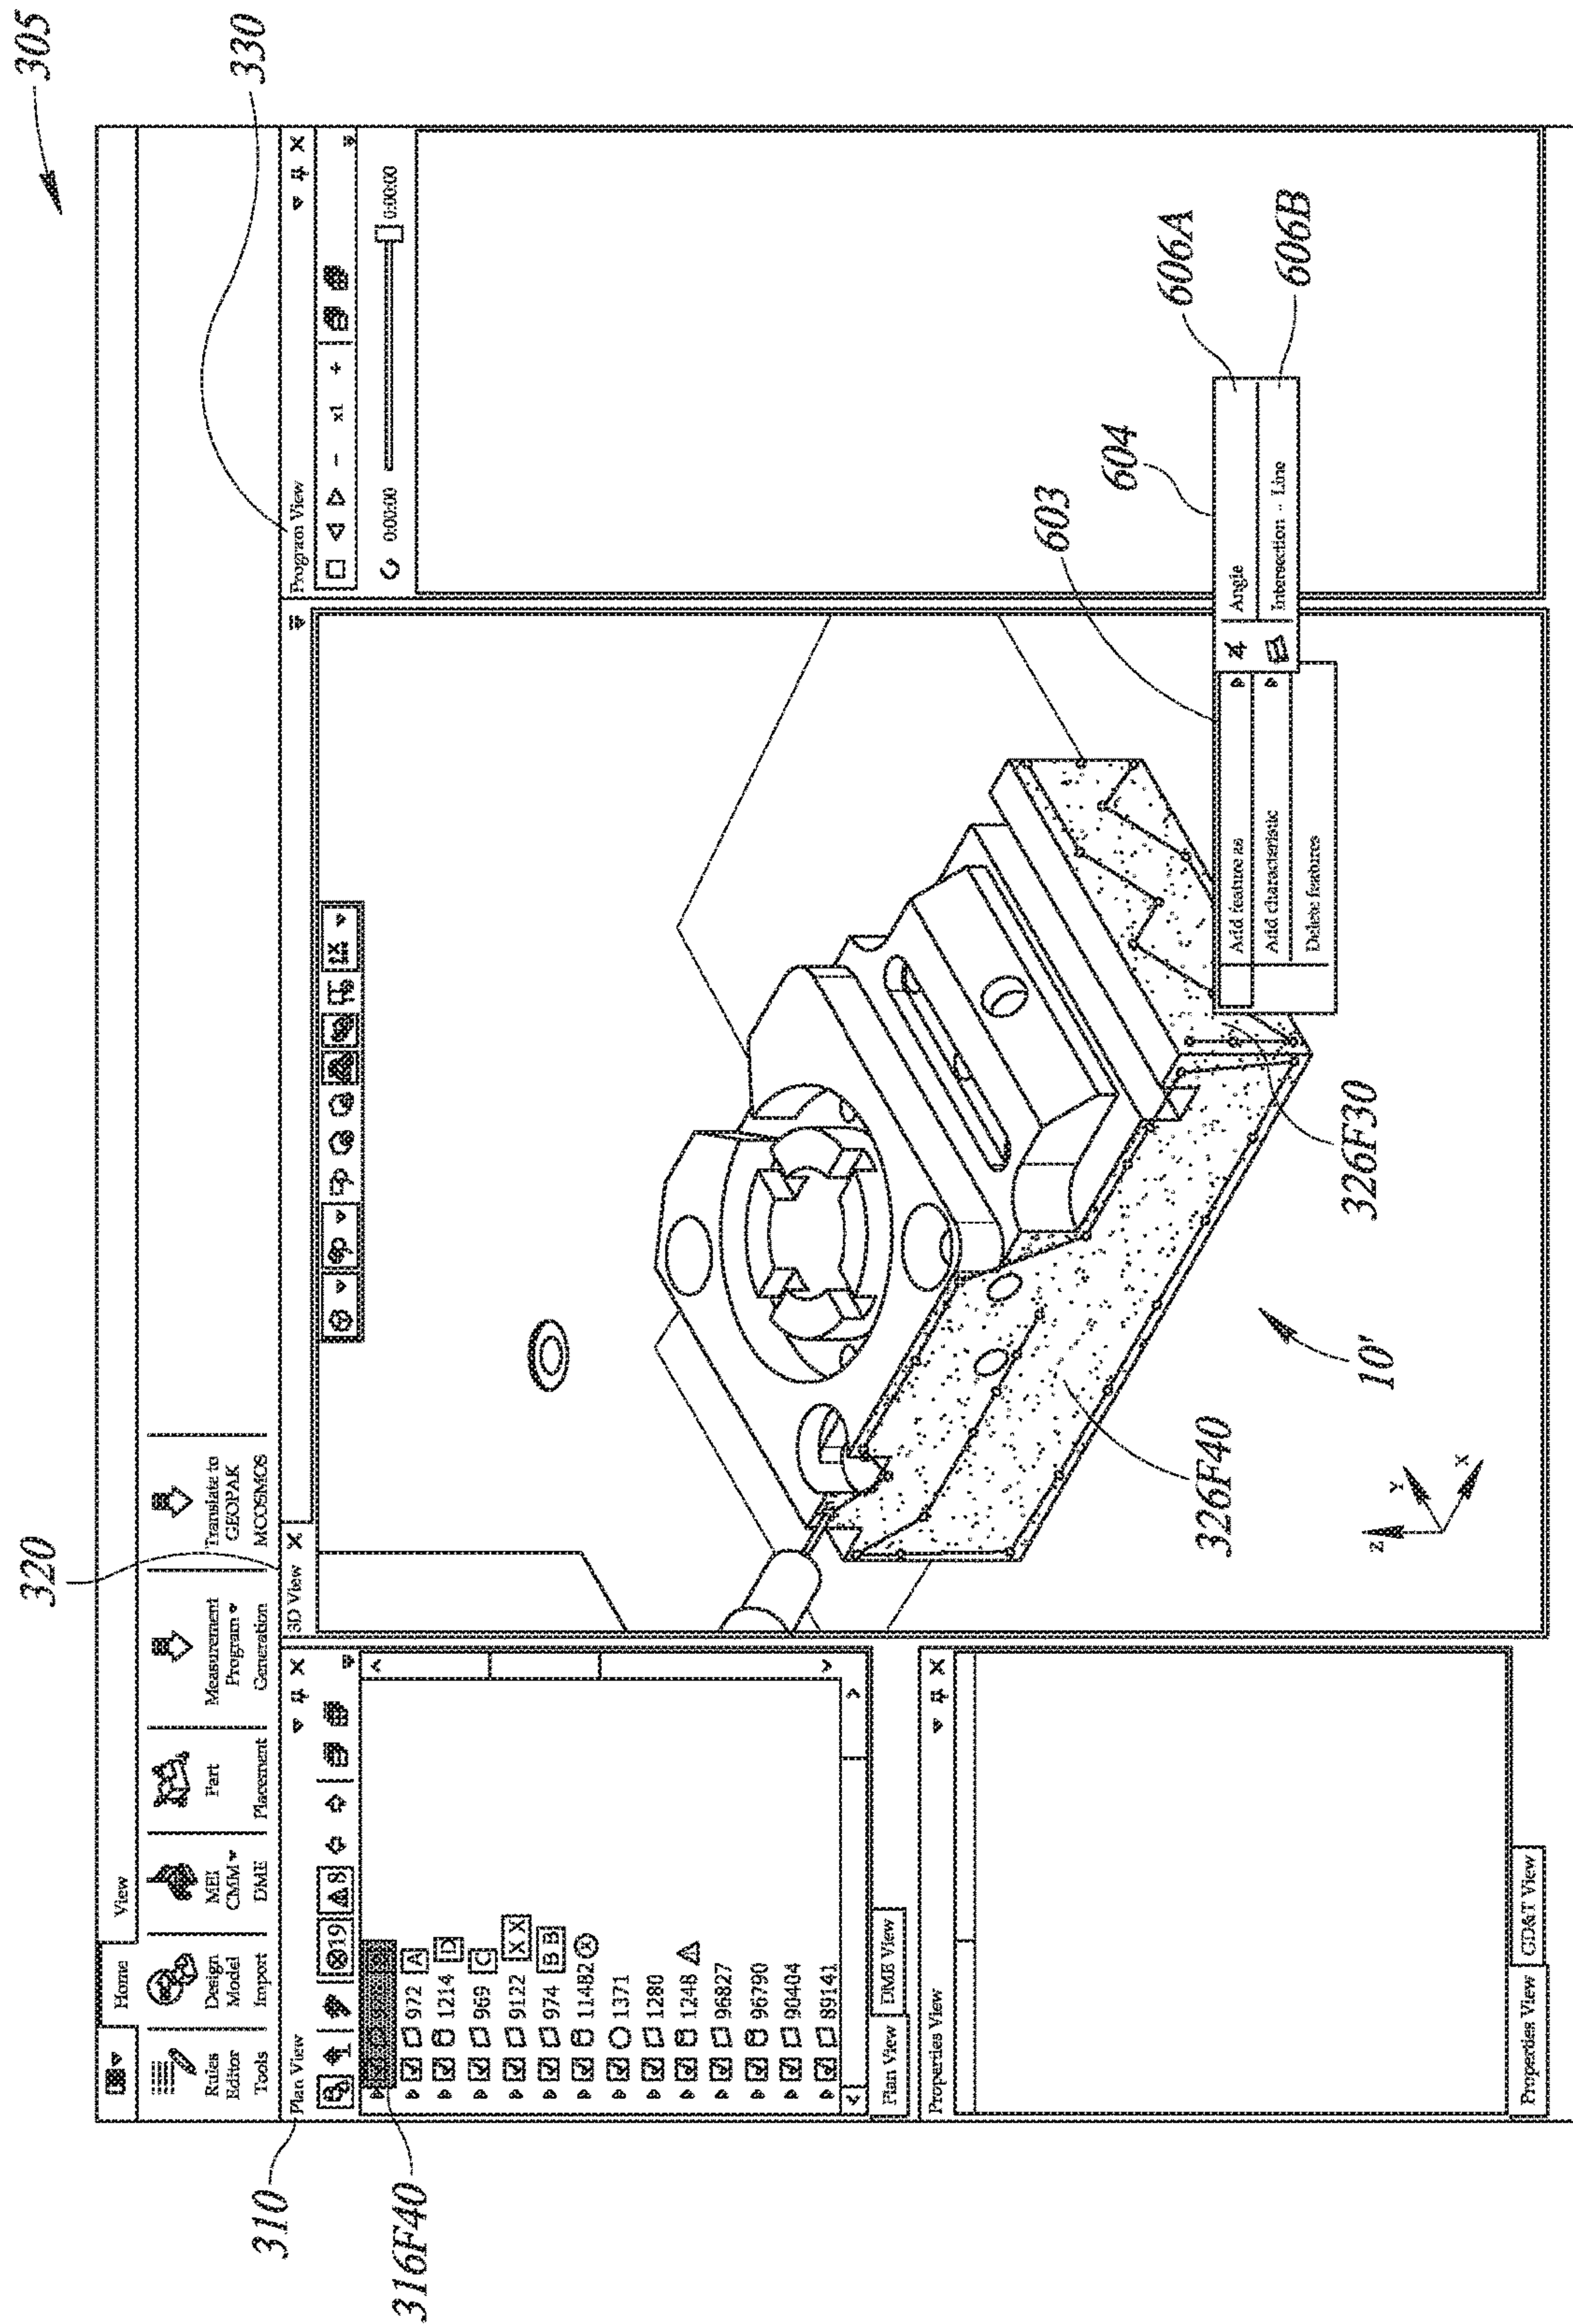 305
320
330
Home
View
Rules
Editor
Tools
Design
Model
Import
MEI
CMM
DME
Part
Placement
Measurement
Program
Generation
Translate to
GEOPAK
MCOSMOS
310
Plan View
3D View
Program View
19
8
x1
0:00:00
0:00:00
316F40
972 A
1214 D
969 C
9122 X X
974 B B
11482 X
1371
1280
1248
96827
96790
90404
89141
Plan View
DME View
Properties View
Properties View
GD&T View
603
604
606A
606B
Add feature as
Add characteristic
Delete features
Angle
Intersection - Line
326F30
326F40
10'
Z
Y
X